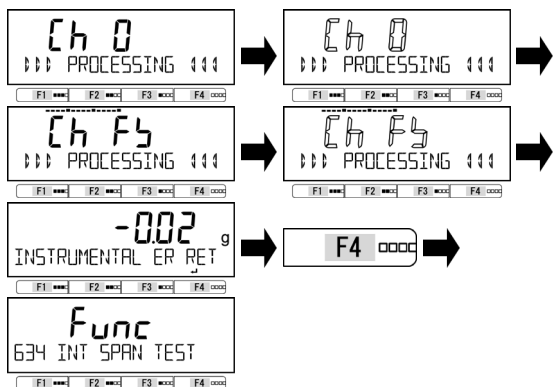 Ch 0
PROCESSING
F1 F2 F3 F4
Ch 0
PROCESSING
F1 F2 F3 F4
Ch FS
PROCESSING
F1 F2 F3 F4
Ch FS
PROCESSING
F1 F2 F3 F4
-0.02 g
INSTRUMENTAL ER RET
F1 F2 F3 F4
F4
Func
634 INT SPAN TEST
F1 F2 F3 F4